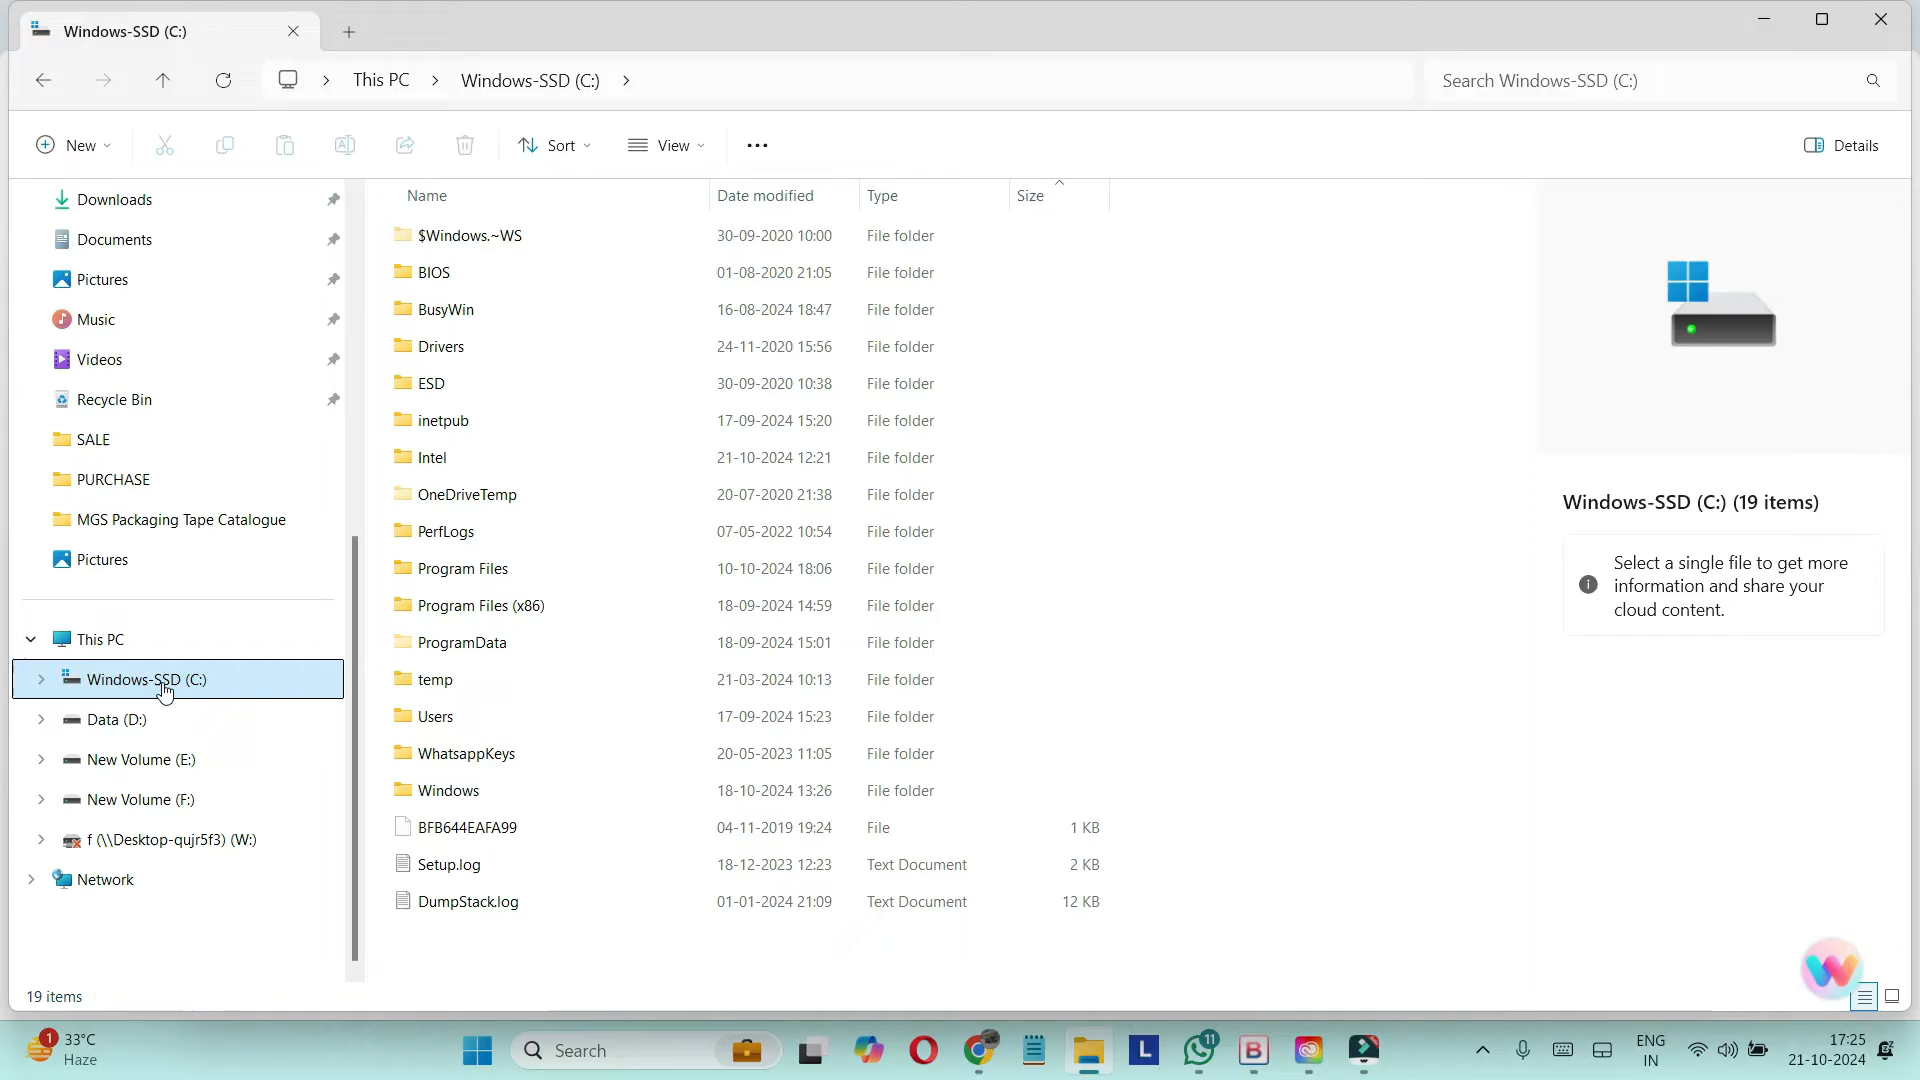 Windows-SSD (C:)
This PC
Windows-SSD (C:)
Search Windows-SSD (C:)
New
Sort
View
Details
Downloads
Documents
Pictures
Music
Videos
Recycle Bin
SALE
PURCHASE
MGS Packaging Tape Catalogue
Pictures
This PC
Windows-SSD (C:)
Data (D:)
New Volume (E:)
New Volume (F:)
f (\\Desktop-qujr5f3) (W:)
Network
Name Date modified Type Size
$Windows.~WS 30-09-2020 10:00 File folder
BIOS 01-08-2020 21:05 File folder
BusyWin 16-08-2024 18:47 File folder
Drivers 24-11-2020 15:56 File folder
ESD 30-09-2020 10:38 File folder
inetpub 17-09-2024 15:20 File folder
Intel 21-10-2024 12:21 File folder
OneDriveTemp 20-07-2020 21:38 File folder
PerfLogs 07-05-2022 10:54 File folder
Program Files 10-10-2024 18:06 File folder
Program Files (x86) 18-09-2024 14:59 File folder
ProgramData 18-09-2024 15:01 File folder
temp 21-03-2024 10:13 File folder
Users 17-09-2024 15:23 File folder
WhatsappKeys 20-05-2023 11:05 File folder
Windows 18-10-2024 13:26 File folder
BFB644EAFA99 04-11-2019 19:24 File 1 KB
Setup.log 18-12-2023 12:23 Text Document 2 KB
DumpStack.log 01-01-2024 21:09 Text Document 12 KB
Windows-SSD (C:) (19 items)
Select a single file to get more
information and share your
cloud content.
W
19 items
1
33°C
Haze
Search
L
11
B
ENG
IN
17:25
21-10-2024